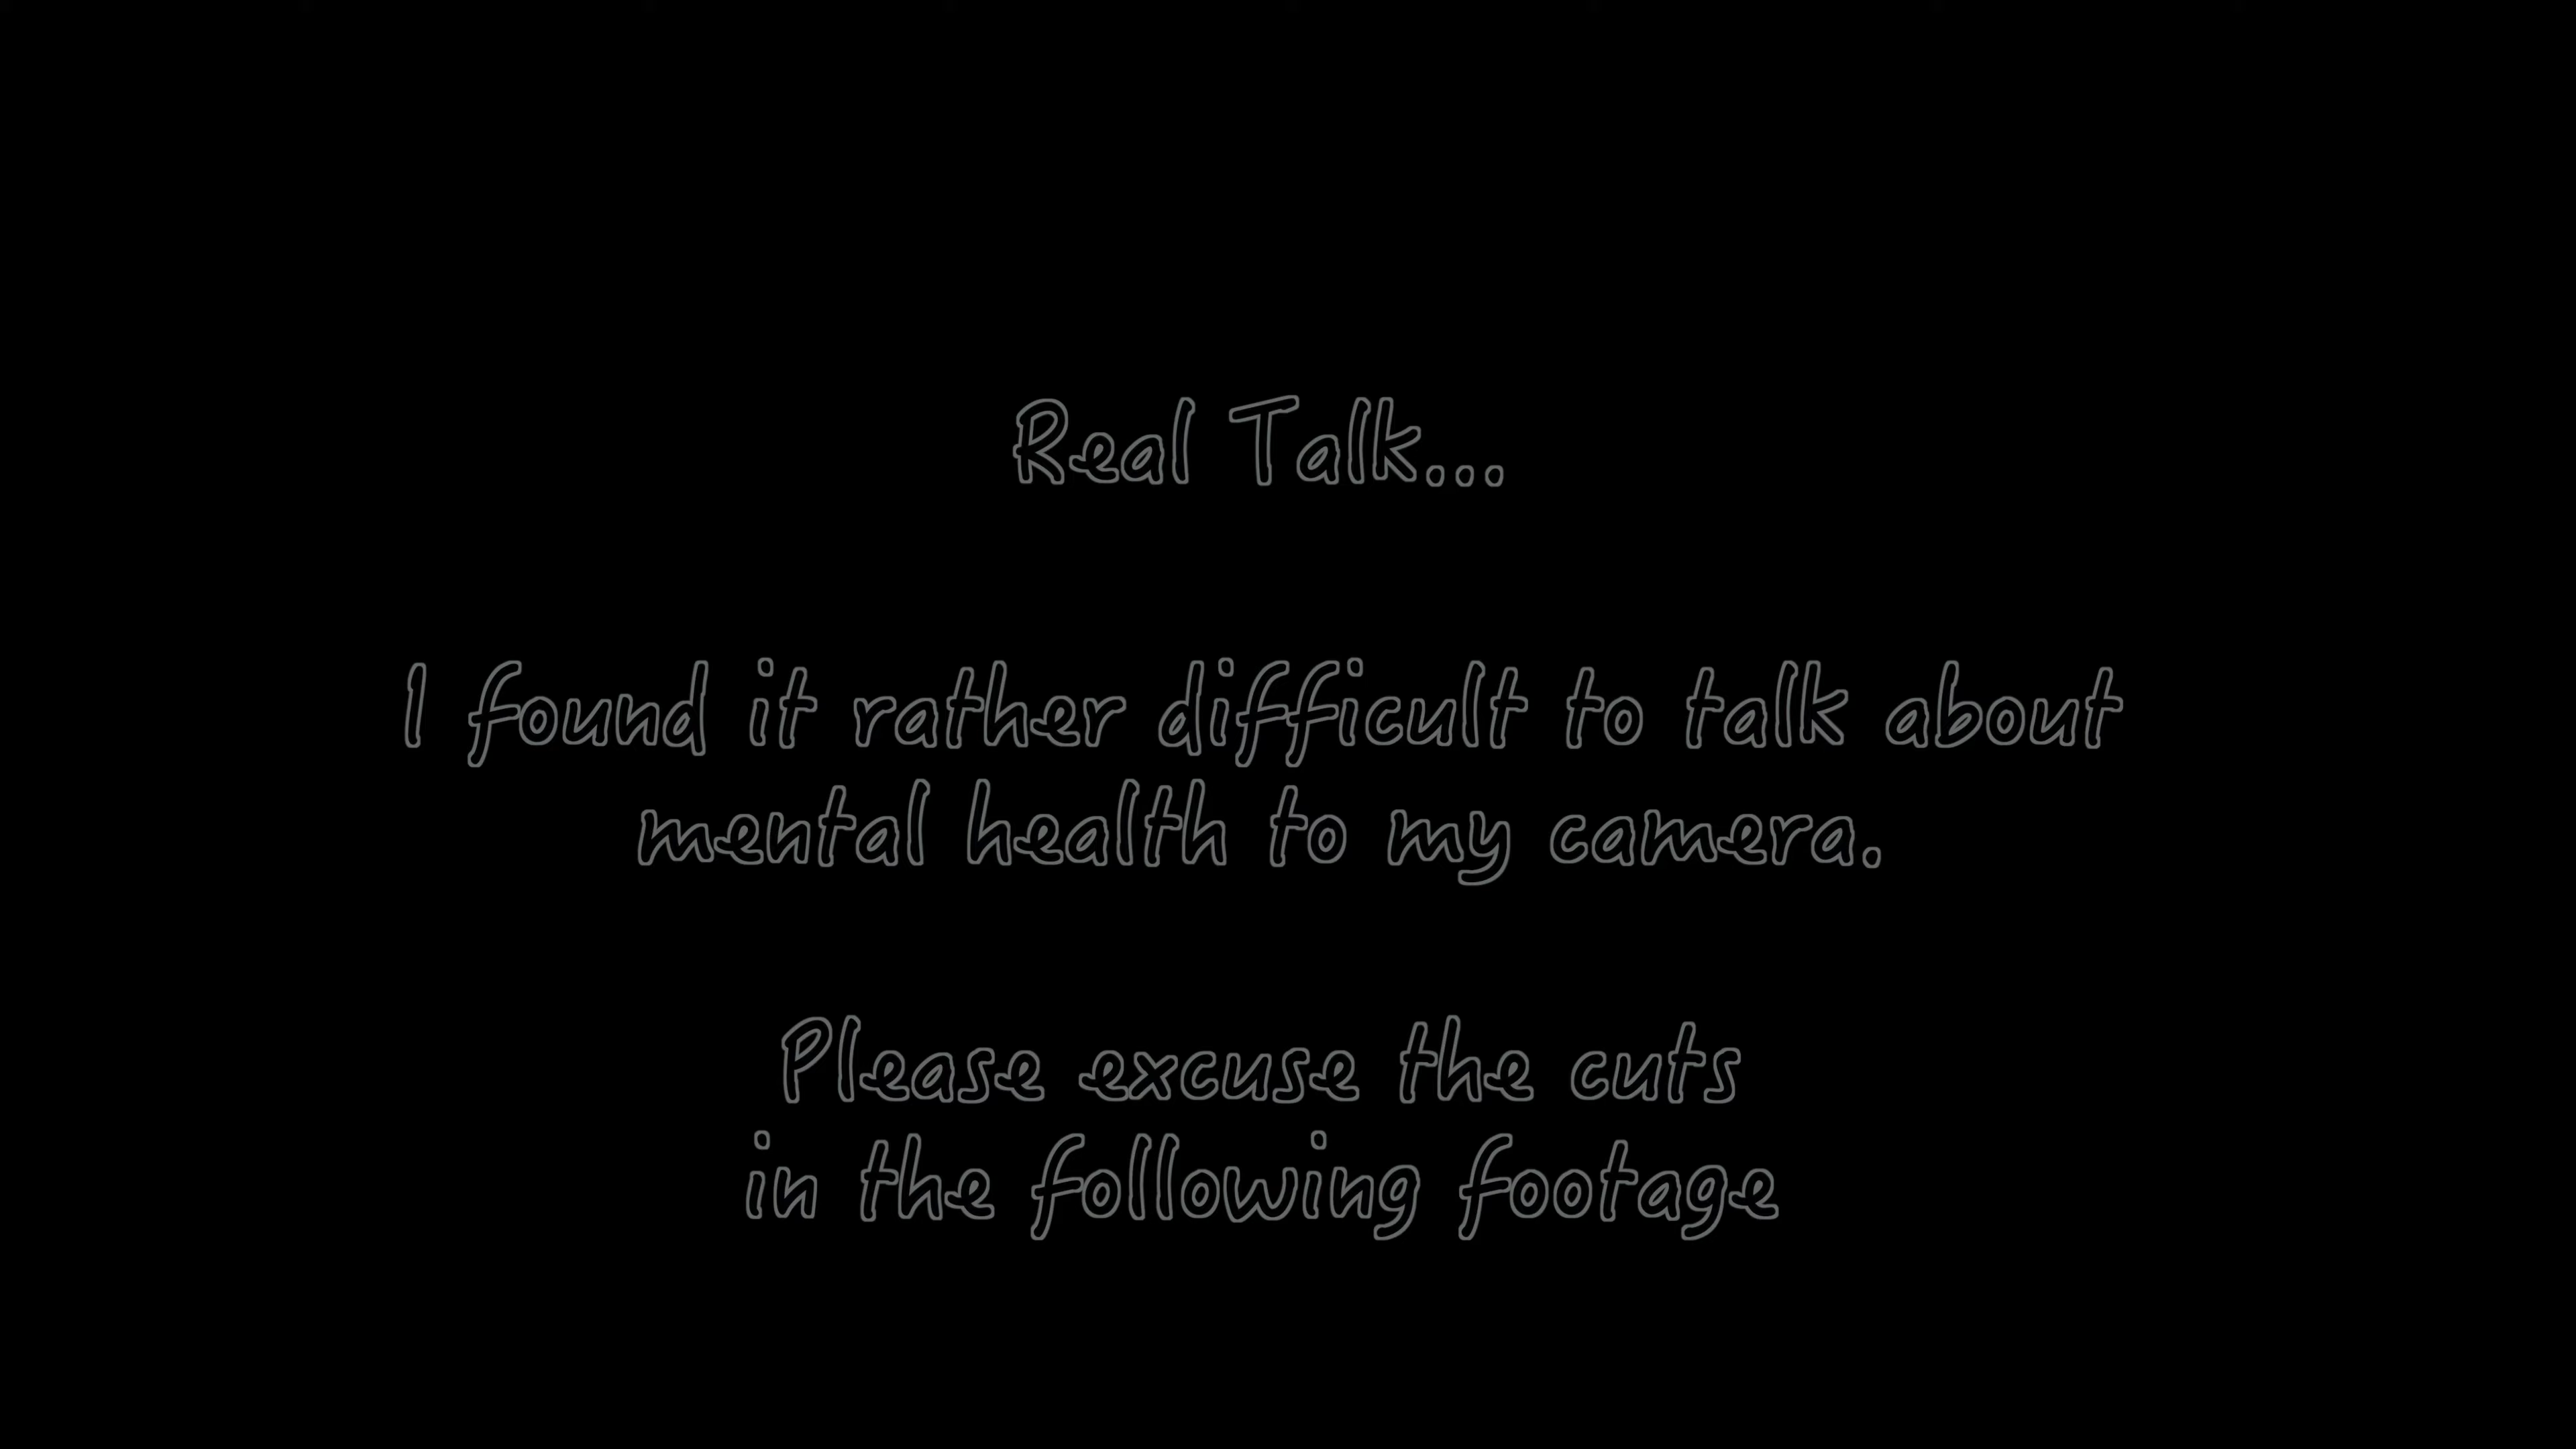 Real Talk...
I found it rather difficult to talk about
mental health to my camera.
Please excuse the cuts
in the following footage